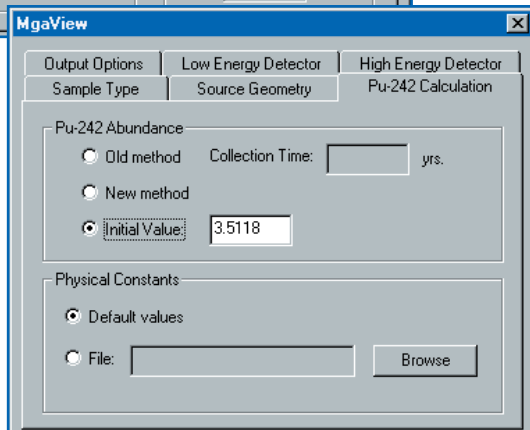 MgaView
Output Options Low Energy Detector High Energy Detector
Sample Type Source Geometry Pu-242 Calculation
Pu-242 Abundance
Old method Collection Time: yrs.
New method
Initial Value: 3.5118
Physical Constants
Default values
File: Browse